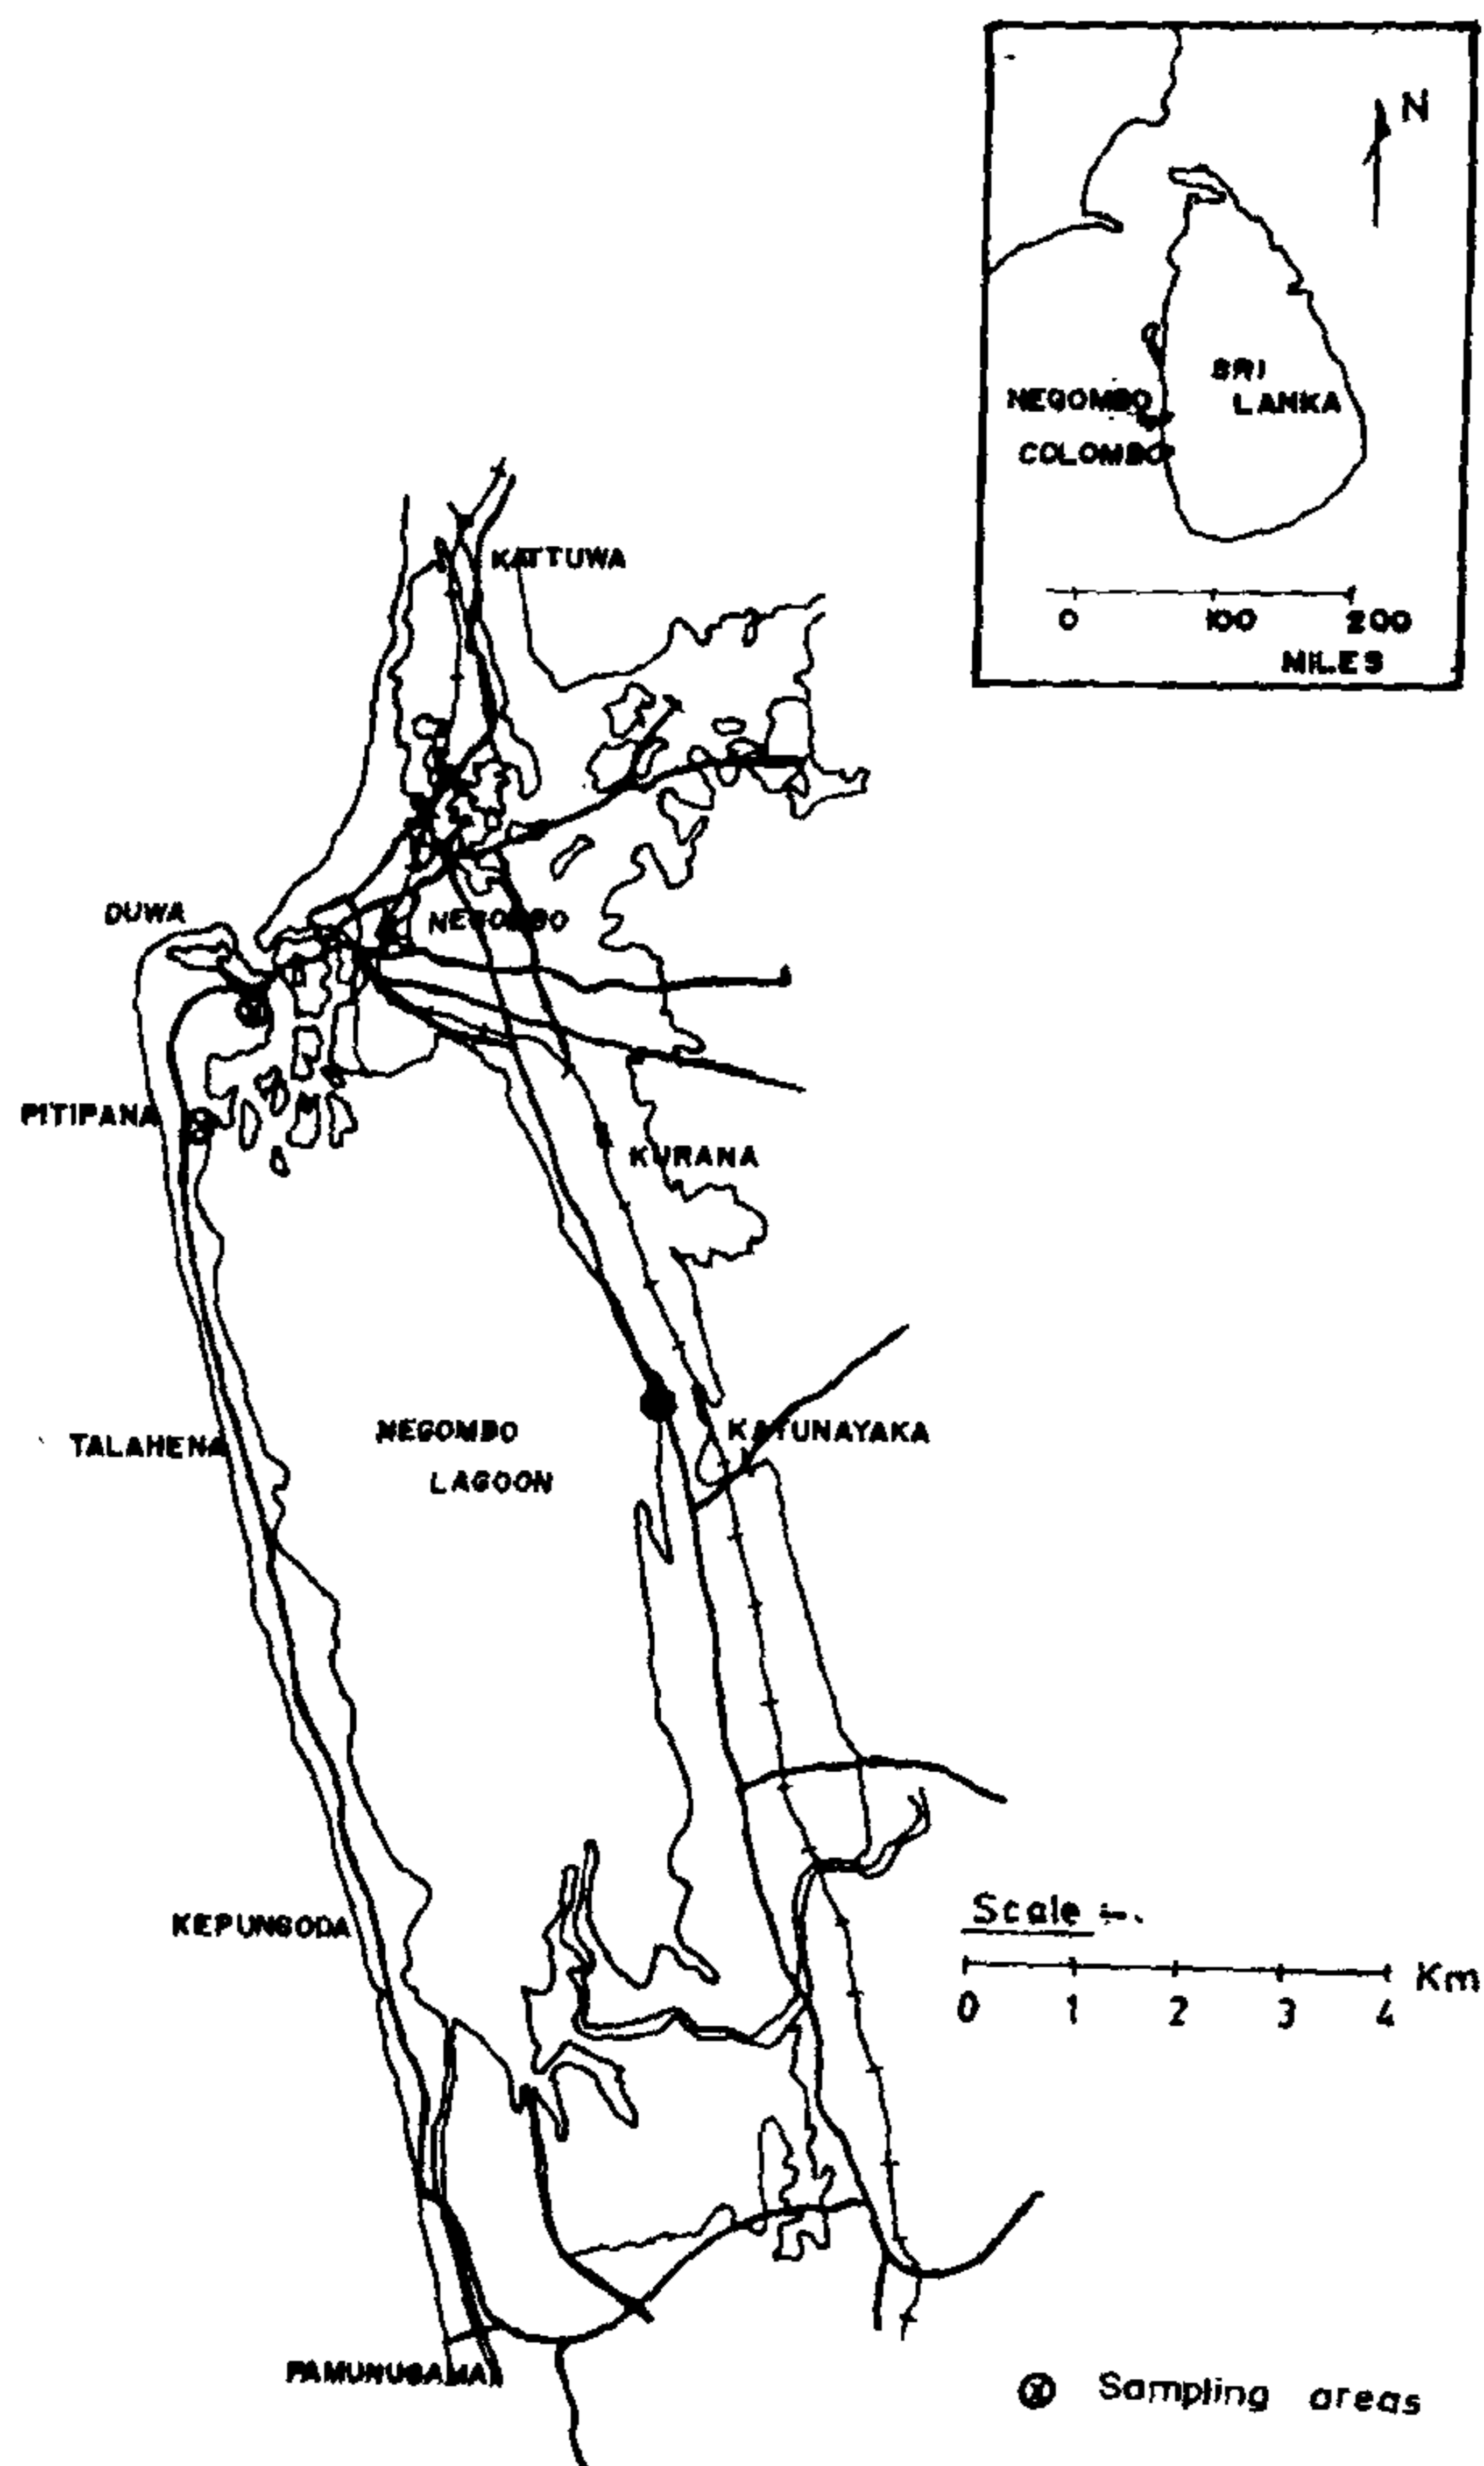 N
SRI
LANKA
NEGOMBO
COLOMBO
0 100 200
MILES
KATTUWA
DUWA
NEGOMBO
PITIPANA
KURANA
TALAHENA
NEGOMBO
LAGOON
KATUNAYAKA
KEPUNGODA
Scale :-.
Km
0 1 2 3 4
PAMUNUGAMA
Sampling areas